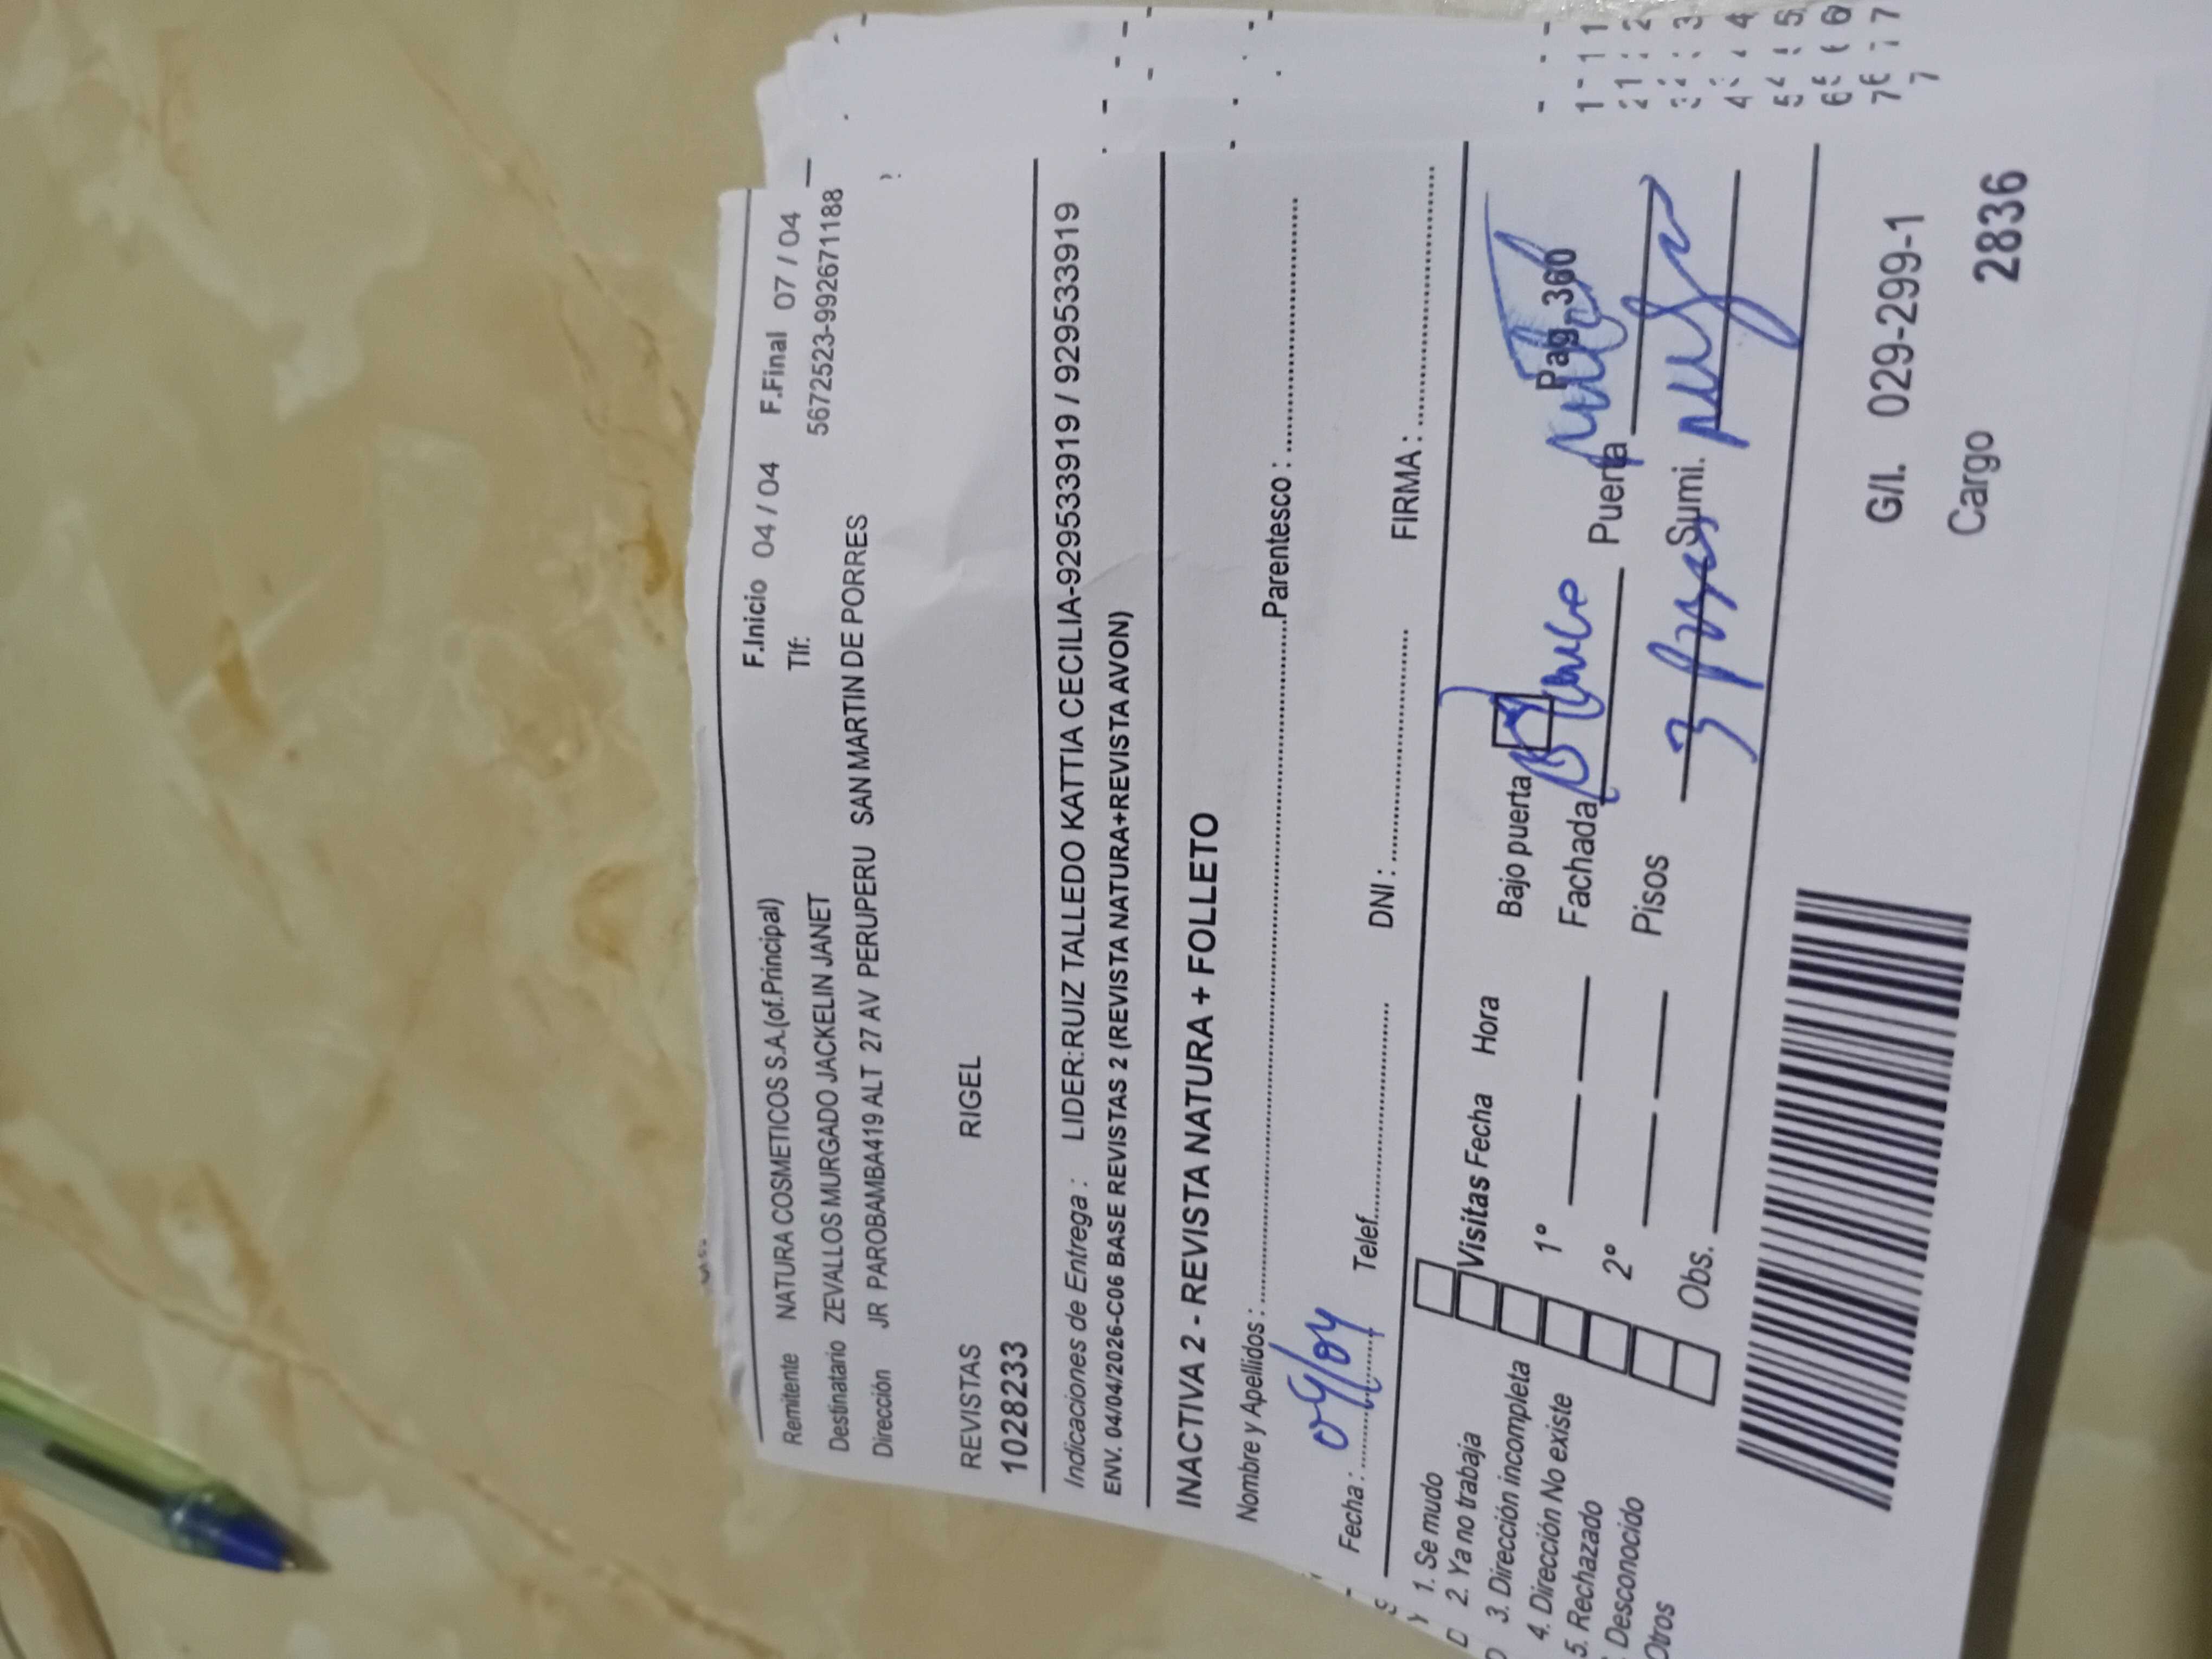 F.Inicio 04 / 04 F.Final 07 / 04
Remitente NATURA COSMETICOS S.A.(of.Principal) Tlf: 5672523-992671188
Destinatario ZEVALLOS MURGADO JACKELIN JANET
Dirección JR PAROBAMBA419 ALT 27 AV PERUPERU SAN MARTIN DE PORRES
REVISTAS RIGEL
1028233
Indicaciones de Entrega : LIDER:RUIZ TALLEDO KATTIA CECILIA-929533919 / 929533919
ENV. 04/04/2026-C06 BASE REVISTAS 2 (REVISTA NATURA+REVISTA AVON)
INACTIVA 2 - REVISTA NATURA + FOLLETO
Nombre y Apellidos : Parentesco :
Fecha : 04/04 Telef. DNI : FIRMA :
1. Se mudo
2. Ya no trabaja
3. Dirección incompleta
4. Dirección No existe
5. Rechazado
Desconocido
Otros
Visitas Fecha Hora
1°
2°
Obs.
Bajo puerta Pag. 360
Fachada Puerta
Pisos 3 Sumi.
G/I. 029-299-1
Cargo 2836